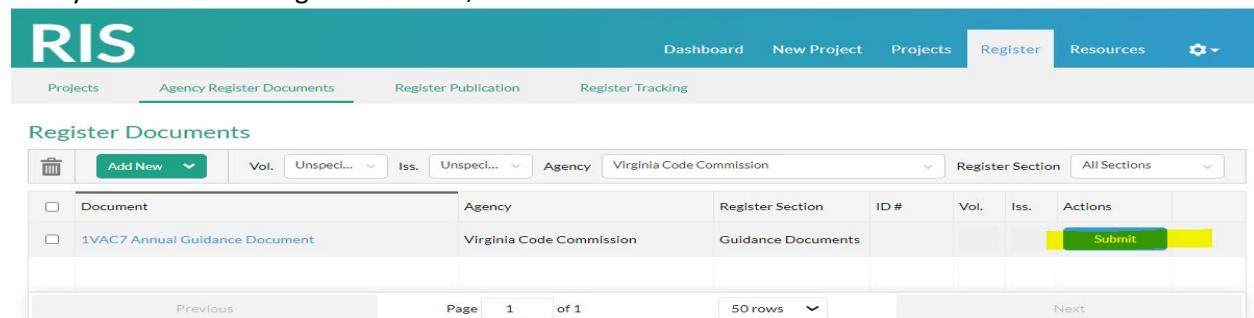 RIS
Dashboard New Project Projects Register Resources
Projects Agency Register Documents Register Publication Register Tracking
Register Documents
Add New Vol. Unspeci... Iss. Unspeci... Agency Virginia Code Commission Register Section All Sections
Document Agency Register Section ID # Vol. Iss. Actions
1VAC7 Annual Guidance Document Virginia Code Commission Guidance Documents Submit
Previous Page 1 of 1 50 rows Next